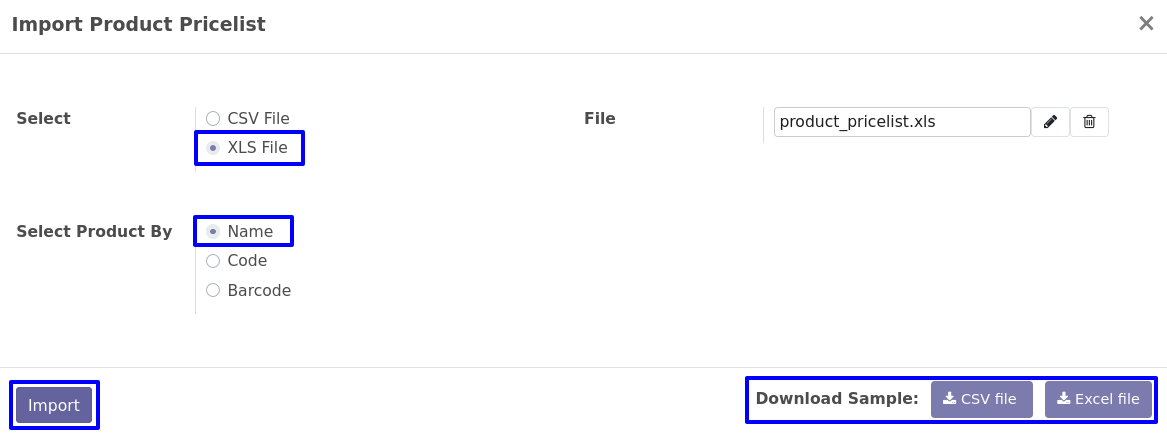 Import Product Pricelist
Select
CSV File
XLS File
File
product_pricelist.xls
Select Product By
Name
Code
Barcode
Import
Download Sample:
CSV file
Excel file